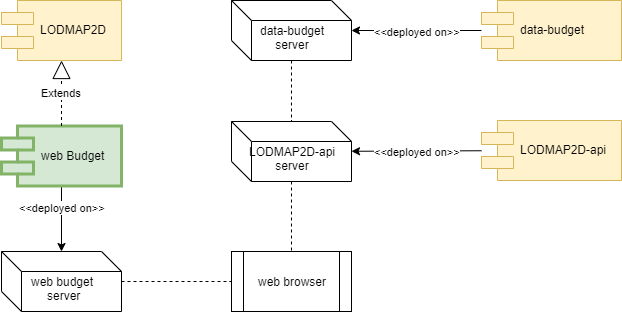 LODMAP2D
data-budget
server
<<deployed on>>
data-budget
Extends
web Budget
LODMAP2D-api
server
<<deployed on>>
LODMAP2D-api
<<deployed on>>
web budget
server
web browser